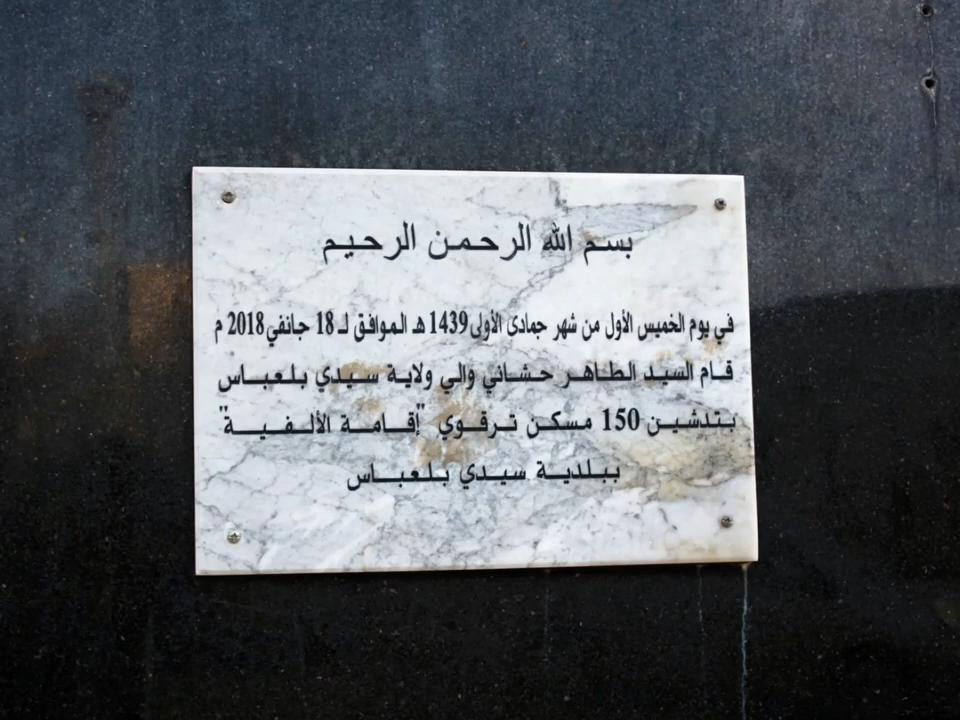 بسم الله الرحمن الرحيم
في يوم الخميس الأول من شهر جمادى الأولى 1439 هـ الموافق لـ 18 جانفي 2018 م
قام السيد الطاهر حشاني والي ولاية سيدي بلعباس
بتدشين 150 مسكن ترقوي "إقامة الألفية"
ببلدية سيدي بلعباس